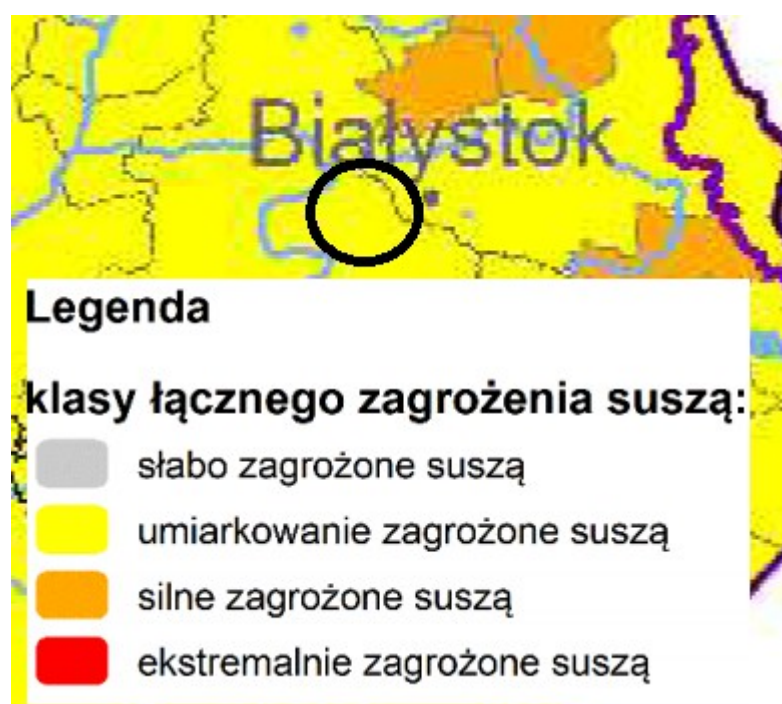 Białystok
Legenda
klasy łącznego zagrożenia suszą:
słabo zagrożone suszą
umiarkowanie zagrożone suszą
silne zagrożone suszą
ekstremalnie zagrożone suszą